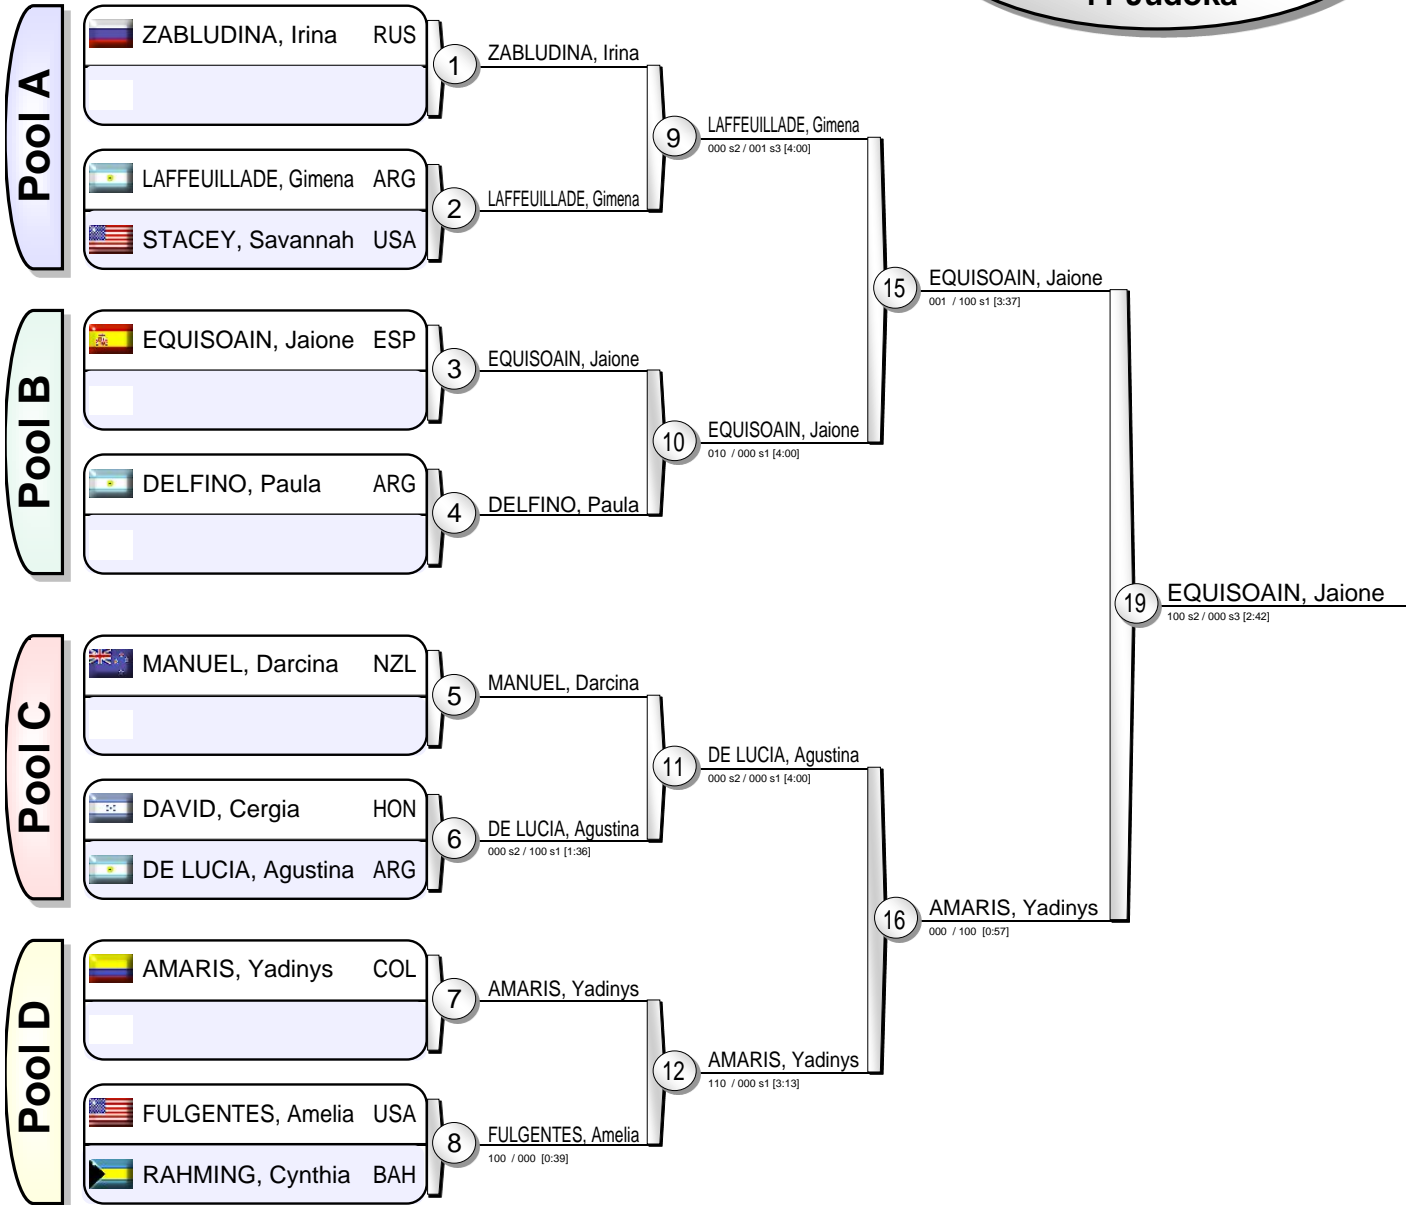 11 Judoka
Pool A
ZABLUDINA, Irina RUS
LAFFEUILLADE, Gimena ARG
STACEY, Savannah USA
1
ZABLUDINA, Irina
2
LAFFEUILLADE, Gimena
9
LAFFEUILLADE, Gimena
000 s2 / 001 s3 [4:00]
Pool B
EQUISOAIN, Jaione ESP
DELFINO, Paula ARG
3
EQUISOAIN, Jaione
4
DELFINO, Paula
10
EQUISOAIN, Jaione
010 / 000 s1 [4:00]
15
EQUISOAIN, Jaione
001 / 100 s1 [3:37]
Pool C
MANUEL, Darcina NZL
DAVID, Cergia HON
DE LUCIA, Agustina ARG
5
MANUEL, Darcina
6
DE LUCIA, Agustina
000 s2 / 100 s1 [1:36]
11
DE LUCIA, Agustina
000 s2 / 000 s1 [4:00]
Pool D
AMARIS, Yadinys COL
FULGENTES, Amelia USA
RAHMING, Cynthia BAH
7
AMARIS, Yadinys
8
FULGENTES, Amelia
100 / 000 [0:39]
12
AMARIS, Yadinys
110 / 000 s1 [3:13]
16
AMARIS, Yadinys
000 / 100 [0:57]
19
EQUISOAIN, Jaione
100 s2 / 000 s3 [2:42]